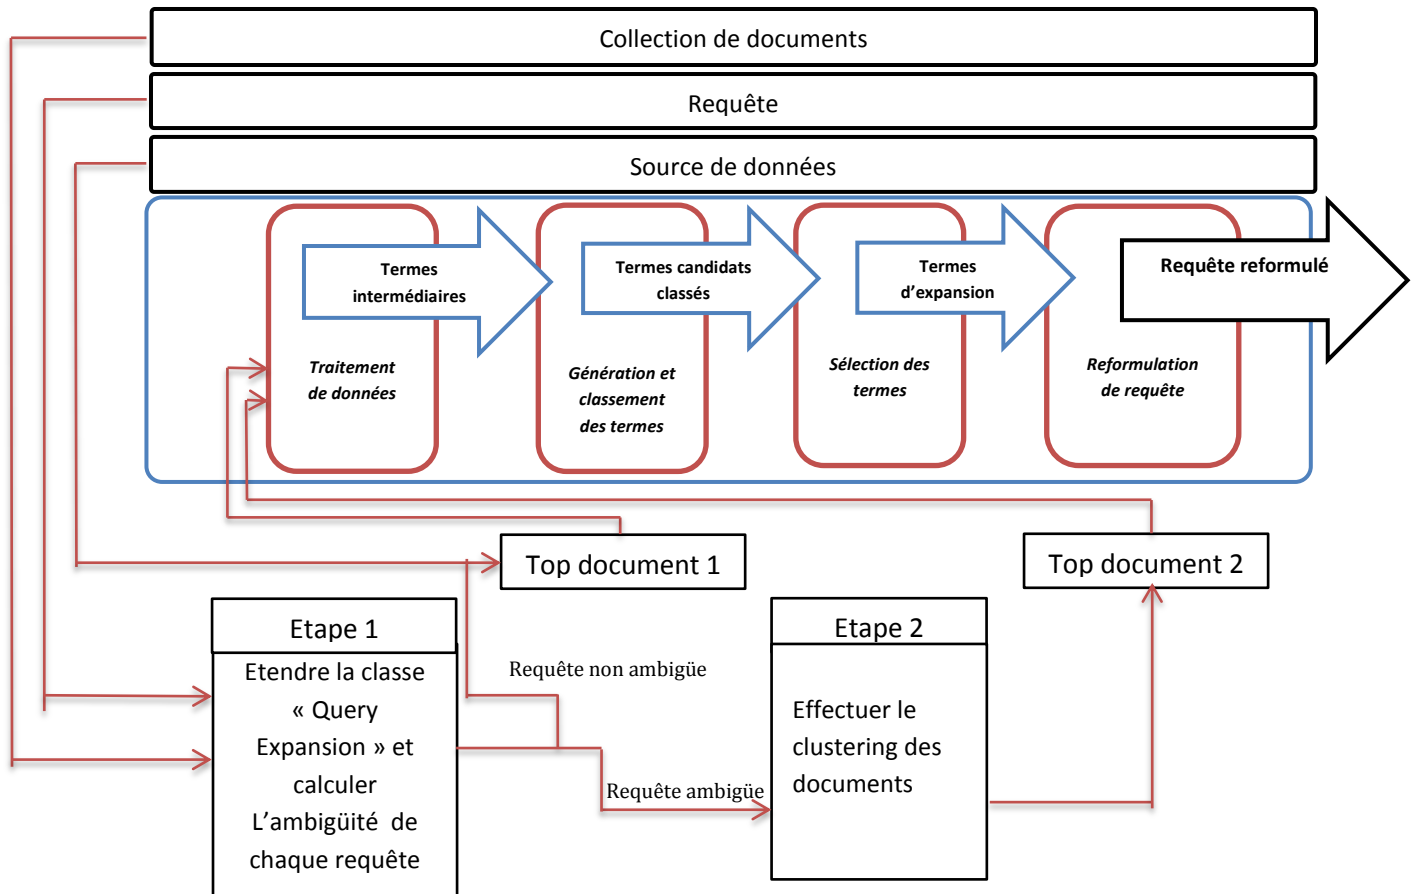 Collection de documents
Requête
Source de données
Termes
intermédiaires
Termes candidats
classés
Termes
d’expansion
Requête reformulé
Traitement
de données
Génération et
classement
des termes
Sélection des
termes
Reformulation
de requête
Top document 1
Top document 2
Etape 1
Etendre la classe
« Query
Expansion » et
calculer
L’ambigüité de
chaque requête
Requête non ambigüe
Requête ambigüe
Etape 2
Effectuer le
clustering des
documents